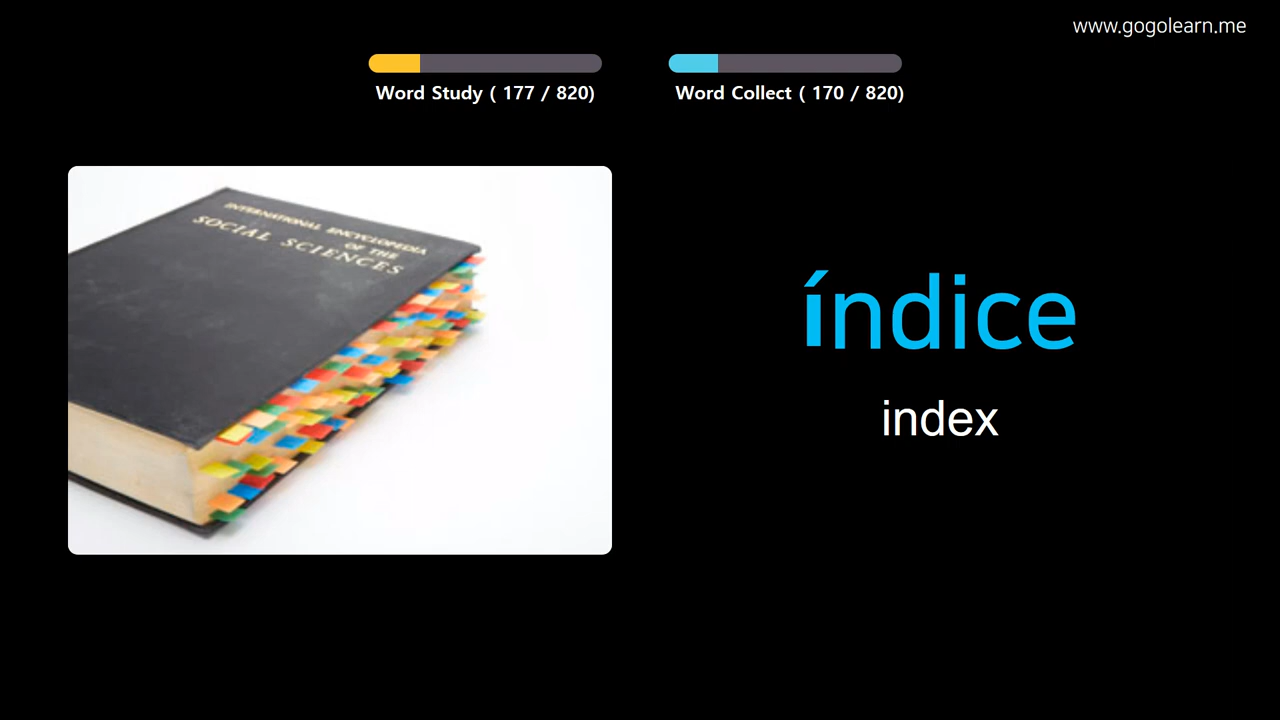 www.gogolearn.me
Word Study ( 177 / 820)
Word Collect ( 170 / 820)
INTERNATIONAL ENCYCLOPEDIA
OF THE
SOCIAL SCIENCES
índice
index